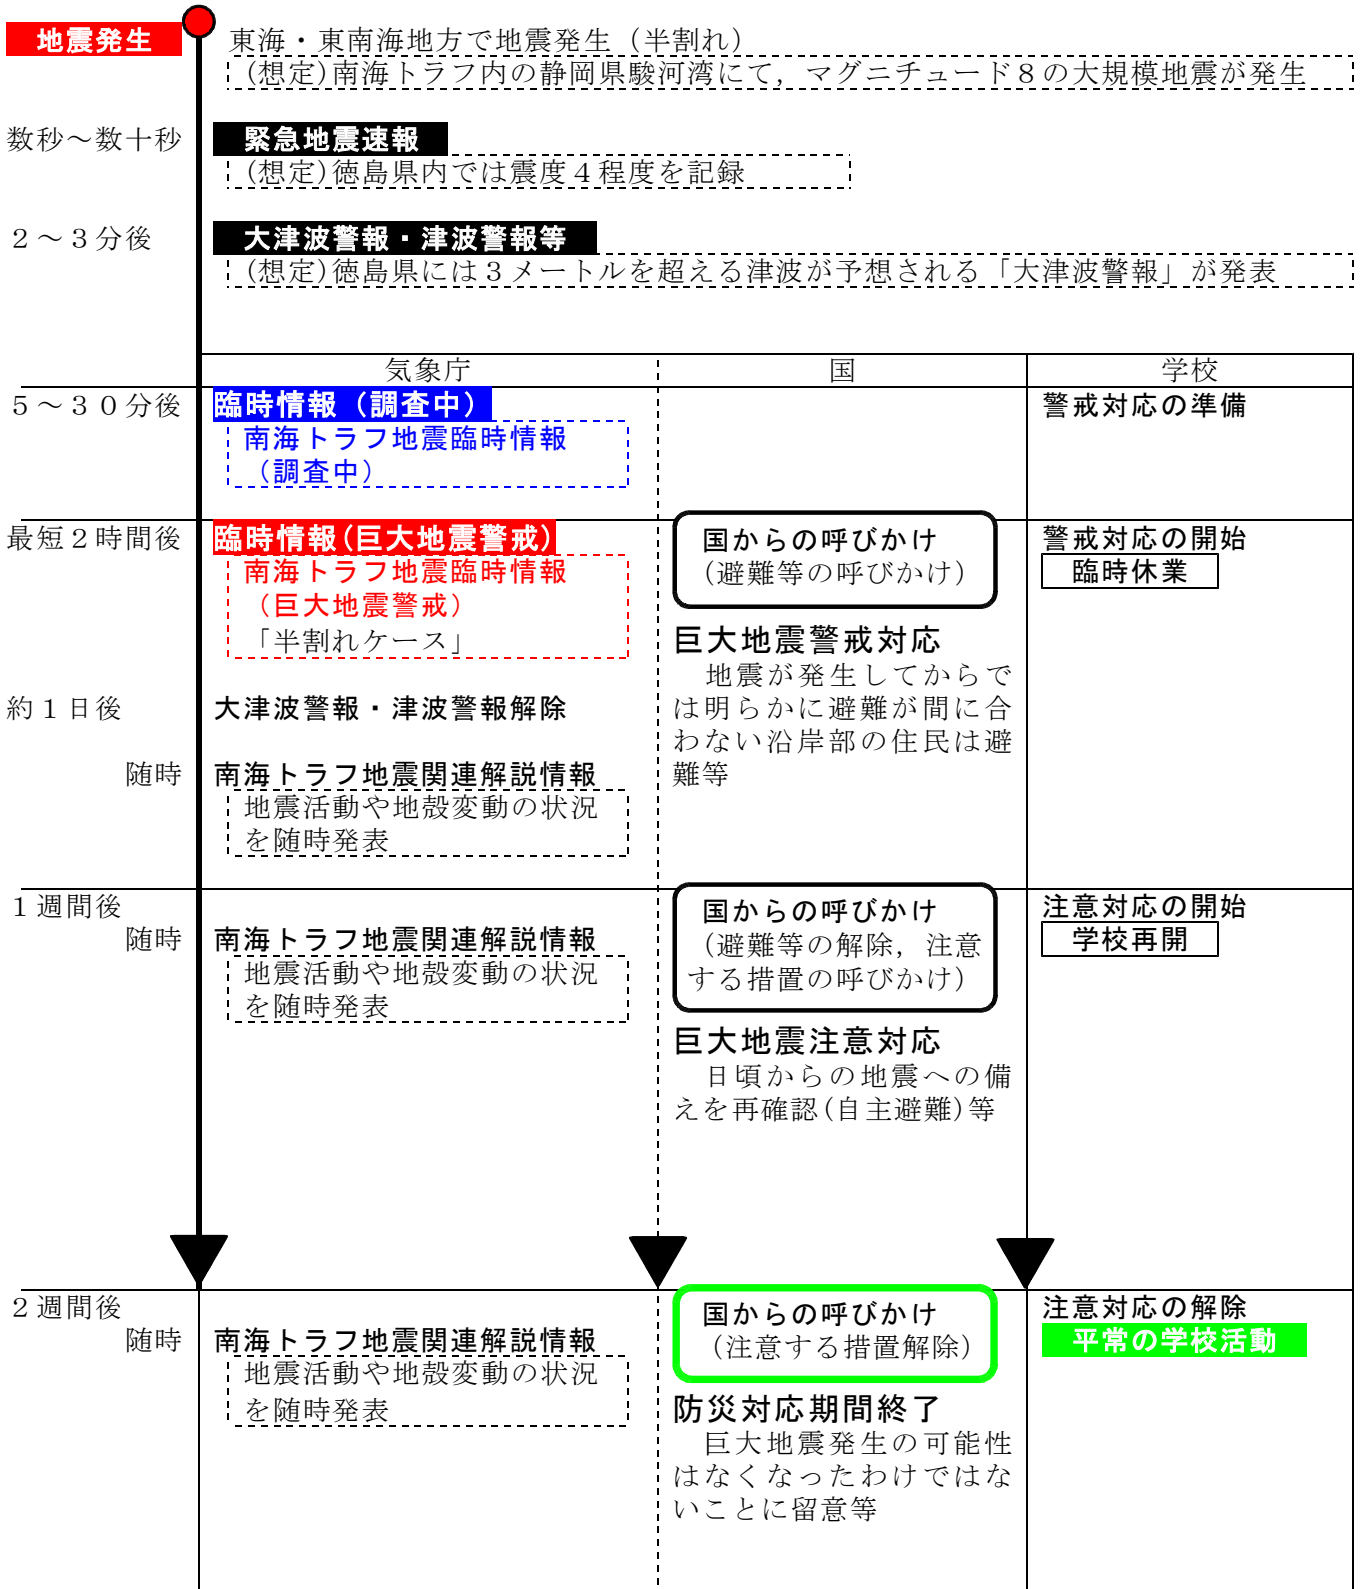 地震発生
東海・東南海地方で地震発生（半割れ）
(想定)南海トラフ内の静岡県駿河湾にて，マグニチュード８の大規模地震が発生
数秒～数十秒
緊急地震速報
(想定)徳島県内では震度４程度を記録
２～３分後
大津波警報・津波警報等
(想定)徳島県には３メートルを超える津波が予想される「大津波警報」が発表
気象庁
国
学校
５～３０分後
臨時情報（調査中）
南海トラフ地震臨時情報
（調査中）
警戒対応の準備
最短２時間後
臨時情報(巨大地震警戒)
南海トラフ地震臨時情報
（巨大地震警戒）
「半割れケース」
国からの呼びかけ
(避難等の呼びかけ)
巨大地震警戒対応
地震が発生してからで
は明らかに避難が間に合
わない沿岸部の住民は避
難等
警戒対応の開始
臨時休業
約１日後
大津波警報・津波警報解除
随時
南海トラフ地震関連解説情報
地震活動や地殻変動の状況
を随時発表
１週間後
随時
南海トラフ地震関連解説情報
地震活動や地殻変動の状況
を随時発表
国からの呼びかけ
(避難等の解除，注意
する措置の呼びかけ)
巨大地震注意対応
日頃からの地震への備
えを再確認(自主避難)等
注意対応の開始
学校再開
２週間後
随時
南海トラフ地震関連解説情報
地震活動や地殻変動の状況
を随時発表
国からの呼びかけ
(注意する措置解除)
防災対応期間終了
巨大地震発生の可能性
はなくなったわけではな
いことに留意等
注意対応の解除
平常の学校活動